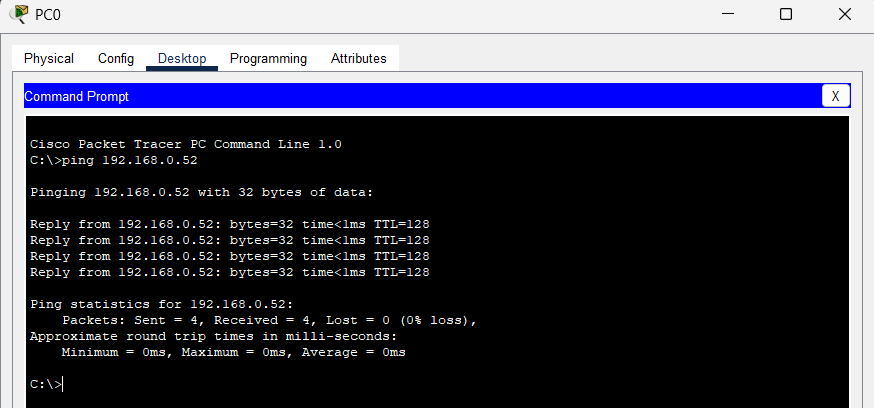 PC0
Physical Config Desktop Programming Attributes
Command Prompt
X
Cisco Packet Tracer PC Command Line 1.0
C:\>ping 192.168.0.52
Pinging 192.168.0.52 with 32 bytes of data:
Reply from 192.168.0.52: bytes=32 time<1ms TTL=128
Reply from 192.168.0.52: bytes=32 time<1ms TTL=128
Reply from 192.168.0.52: bytes=32 time<1ms TTL=128
Reply from 192.168.0.52: bytes=32 time<1ms TTL=128
Ping statistics for 192.168.0.52:
    Packets: Sent = 4, Received = 4, Lost = 0 (0% loss),
Approximate round trip times in milli-seconds:
    Minimum = 0ms, Maximum = 0ms, Average = 0ms
C:\>